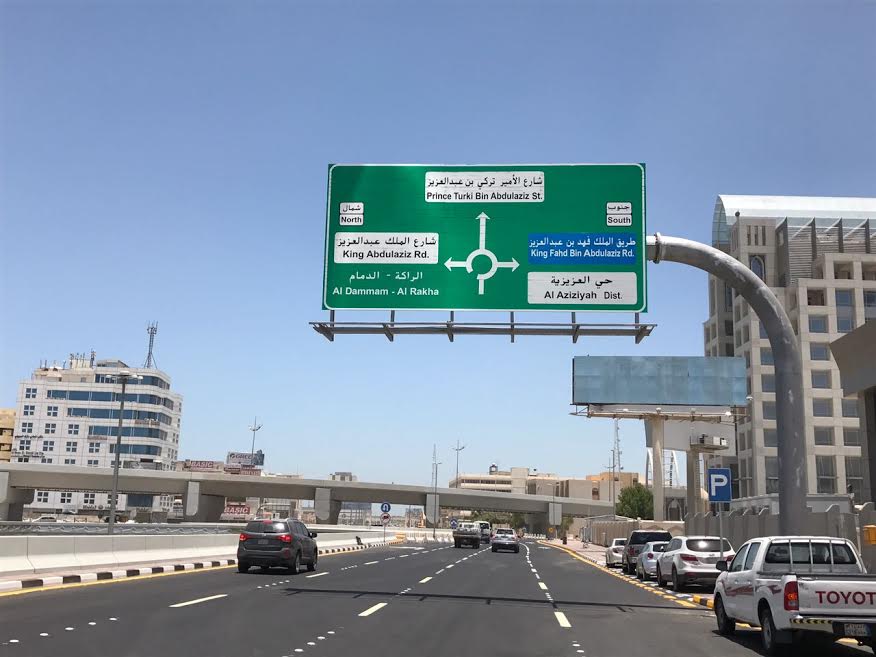 شارع الأمير تركي بن عبدالعزيز
Prince Turki Bin Abdulaziz St.
شمال
North
جنوب
South
شارع الملك عبدالعزيز
King Abdulaziz Rd.
طريق الملك فهد بن عبدالعزيز
King Fahd Bin Abdulaziz Rd.
الراكة - الدمام
Al Dammam - Al Rakha
حي العزيزية
Al Aziziyah Dist.
P
BASIC
BASIC
TOYOT